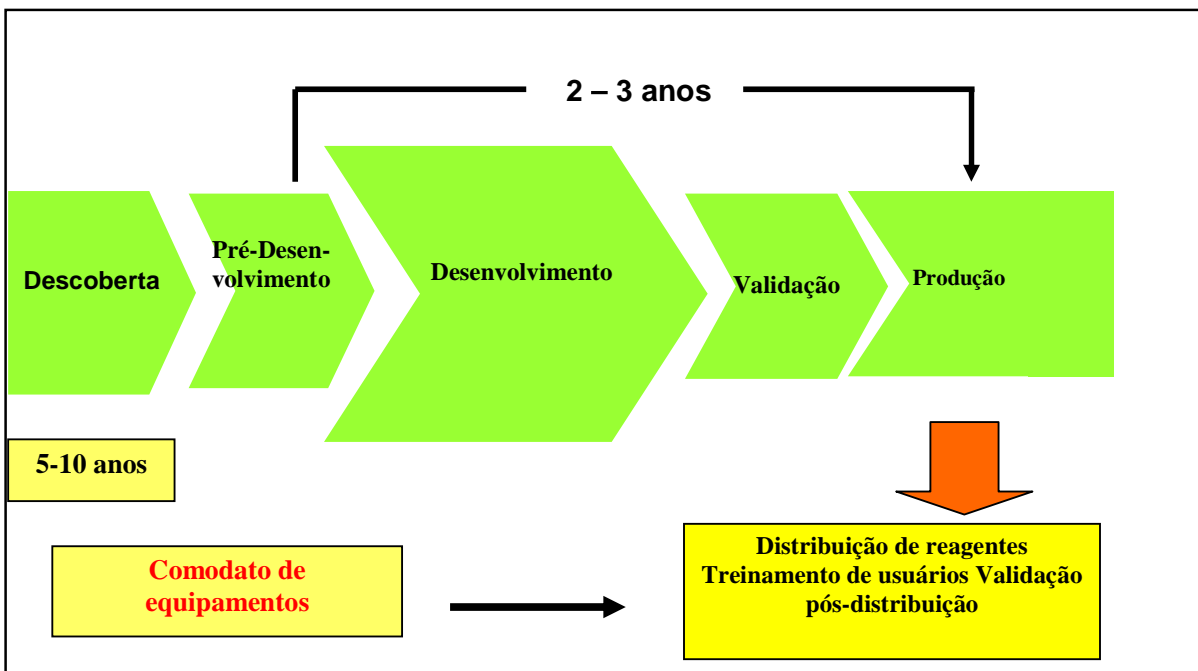 2 – 3 anos
Descoberta
Pré-Desen-
volvimento
Desenvolvimento
Validação
Produção
5-10 anos
Comodato de
equipamentos
Distribuição de reagentes
Treinamento de usuários Validação
pós-distribuição